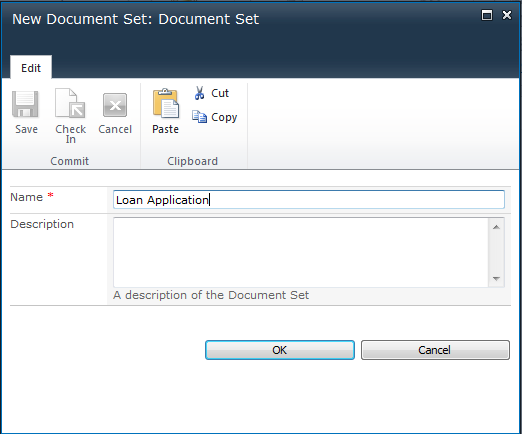 New Document Set: Document Set
Edit
Save
Check In
Cancel
Paste
Cut
Copy
Commit
Clipboard
Name *
Loan Application
Description
A description of the Document Set
OK
Cancel